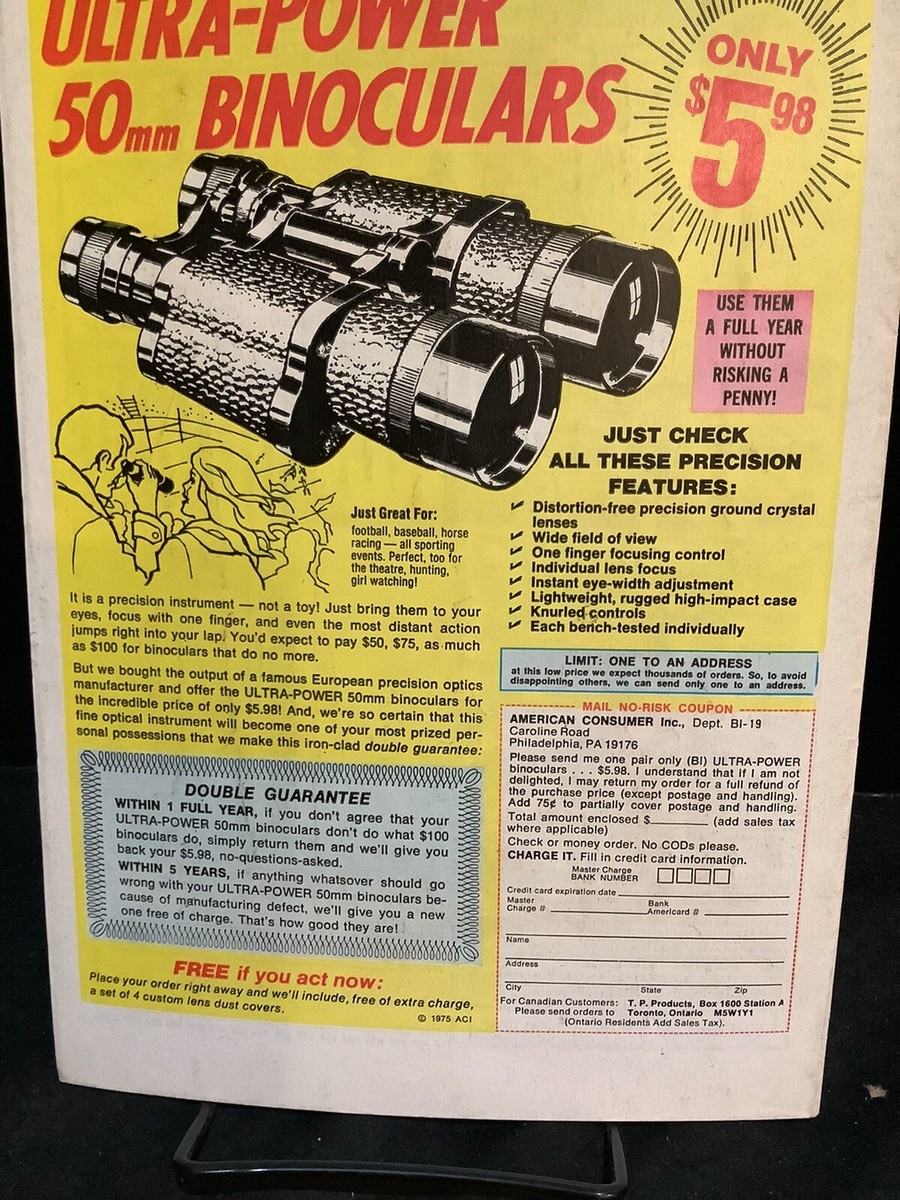 ULTRA-POWER
50mm BINOCULARS
ONLY
$5 98
USE THEM
A FULL YEAR
WITHOUT
RISKING A
PENNY!
JUST CHECK
ALL THESE PRECISION
FEATURES:
Distortion-free precision ground crystal
lenses
Wide field of view
One finger focusing control
Individual lens focus
Instant eye-width adjustment
Lightweight, rugged high-impact case
Knurled controls
Each bench-tested individually
Just Great For:
football, baseball, horse
racing — all sporting
events. Perfect, too for
the theatre, hunting,
girl watching!
It is a precision instrument — not a toy! Just bring them to your
eyes, focus with one finger, and even the most distant action
jumps right into your lap. You'd expect to pay $50, $75, as much
as $100 for binoculars that do no more.
But we bought the output of a famous European precision optics
manufacturer and offer the ULTRA-POWER 50mm binoculars for
the incredible price of only $5.98! And, we're so certain that this
fine optical instrument will become one of your most prized per-
sonal possessions that we make this iron-clad double guarantee:
DOUBLE GUARANTEE
WITHIN 1 FULL YEAR, if you don't agree that your
ULTRA-POWER 50mm binoculars don't do what $100
binoculars do, simply return them and we'll give you
back your $5.98, no-questions-asked.
WITHIN 5 YEARS, if anything whatsoever should go
wrong with your ULTRA-POWER 50mm binoculars be-
cause of manufacturing defect, we'll give you a new
one free of charge. That's how good they are!
FREE if you act now:
Place your order right away and we'll include, free of extra charge,
a set of 4 custom lens dust covers.
© 1975 ACI
LIMIT: ONE TO AN ADDRESS
at this low price we expect thousands of orders. So, to avoid
disappointing others, we can send only one to an address.
MAIL NO-RISK COUPON
AMERICAN CONSUMER Inc., Dept. BI-19
Caroline Road
Philadelphia, PA 19176
Please send me one pair only (BI) ULTRA-POWER
binoculars . . . $5.98. I understand that if I am not
delighted, I may return my order for a full refund of
the purchase price (except postage and handling).
Add 75¢ to partially cover postage and handling.
Total amount enclosed $________ (add sales tax
where applicable)
Check or money order. No CODs please.
CHARGE IT. Fill in credit card information.
Master Charge
BANK NUMBER
Credit card expiration date
Master Bank
Charge # Americard #
Name
Address
City State Zip
For Canadian Customers: T. P. Products, Box 1600 Station A
Please send orders to Toronto, Ontario M5W1Y1
(Ontario Residents Add Sales Tax).